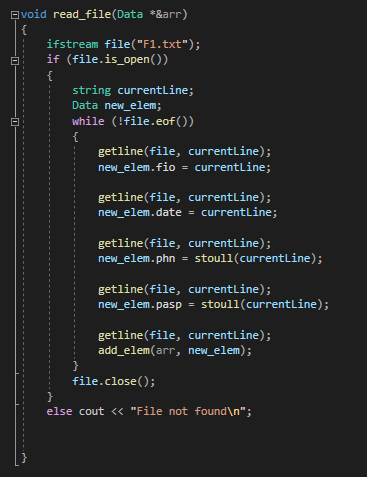 void read_file(Data *&arr)
{
ifstream file("F1.txt");
if (file.is_open())
{
string currentLine;
Data new_elem;
while (!file.eof())
{
getline(file, currentLine);
new_elem.fio = currentLine;
getline(file, currentLine);
new_elem.date = currentLine;
getline(file, currentLine);
new_elem.phn = stoull(currentLine);
getline(file, currentLine);
new_elem.pasp = stoull(currentLine);
getline(file, currentLine);
add_elem(arr, new_elem);
}
file.close();
}
else cout << "File not found\n";
}